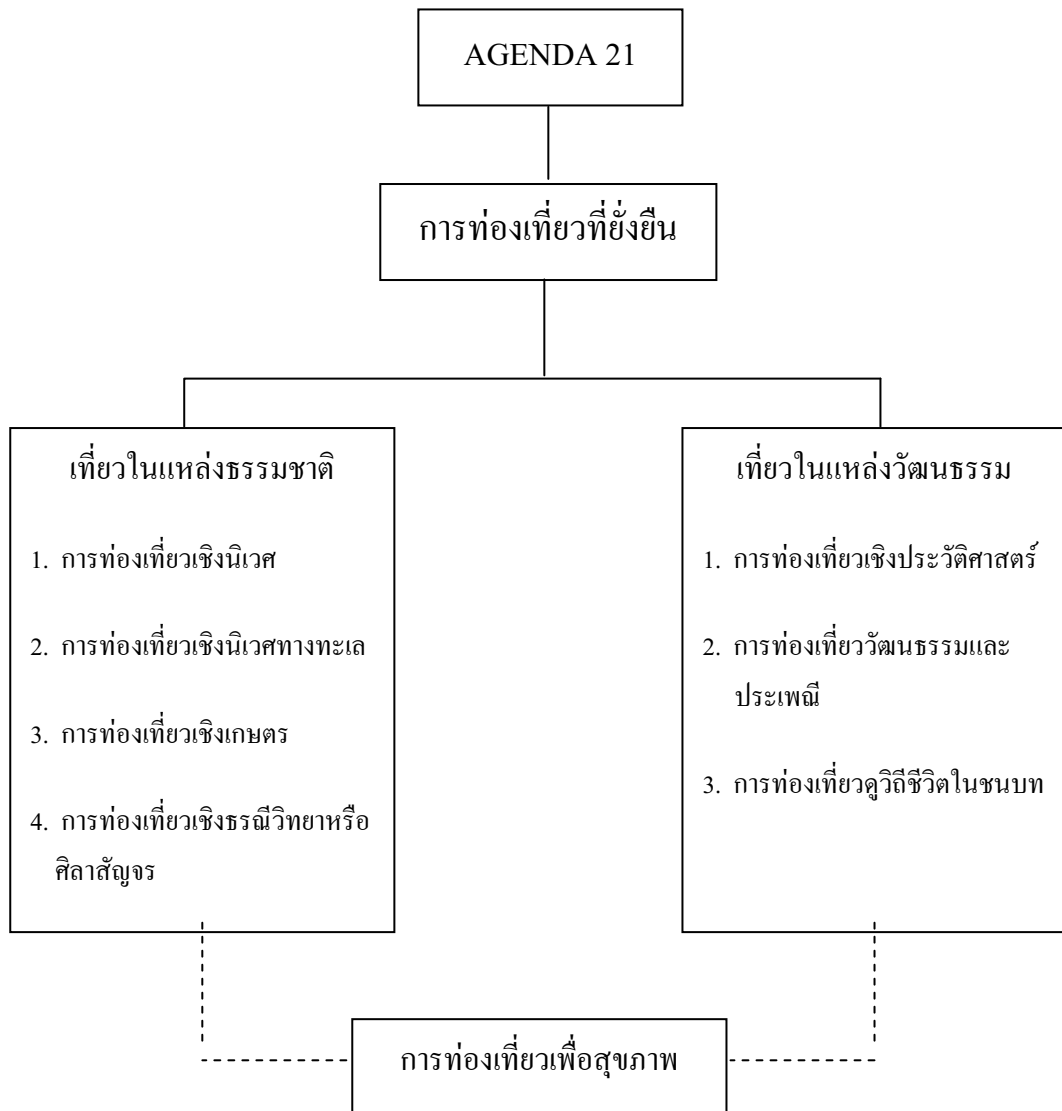 AGENDA 21
การท่องเที่ยวที่ยั่งยืน
เที่ยวในแหล่งธรรมชาติ
1. การท่องเที่ยวเชิงนิเวศ
2. การท่องเที่ยวเชิงนิเวศทางทะเล
3. การท่องเที่ยวเชิงเกษตร
4. การท่องเที่ยวเชิงธรณีวิทยาหรือ
ศิลาสัญจร
เที่ยวในแหล่งวัฒนธรรม
1. การท่องเที่ยวเชิงประวัติศาสตร์
2. การท่องเที่ยววัฒนธรรมและ
ประเพณี
3. การท่องเที่ยวดูวิถีชีวิตในชนบท
การท่องเที่ยวเพื่อสุขภาพ